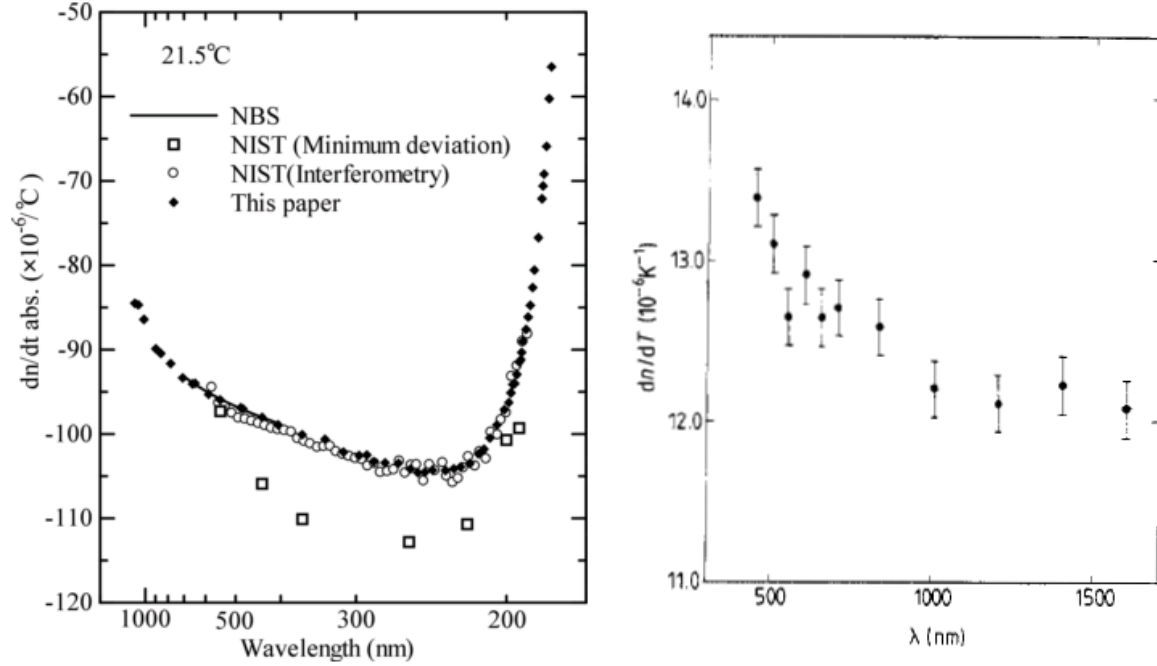 -50
-60
-70
-80
-90
-100
-110
-120
dn/dt abs. (×10⁻⁶/℃)
21.5℃
NBS
NIST (Minimum deviation)
NIST(Interferometry)
This paper
1000
500
300
200
Wavelength (nm)
14.0
13.0
12.0
11.0
dn/dT (10⁻⁶K⁻¹)
500
1000
1500
λ (nm)